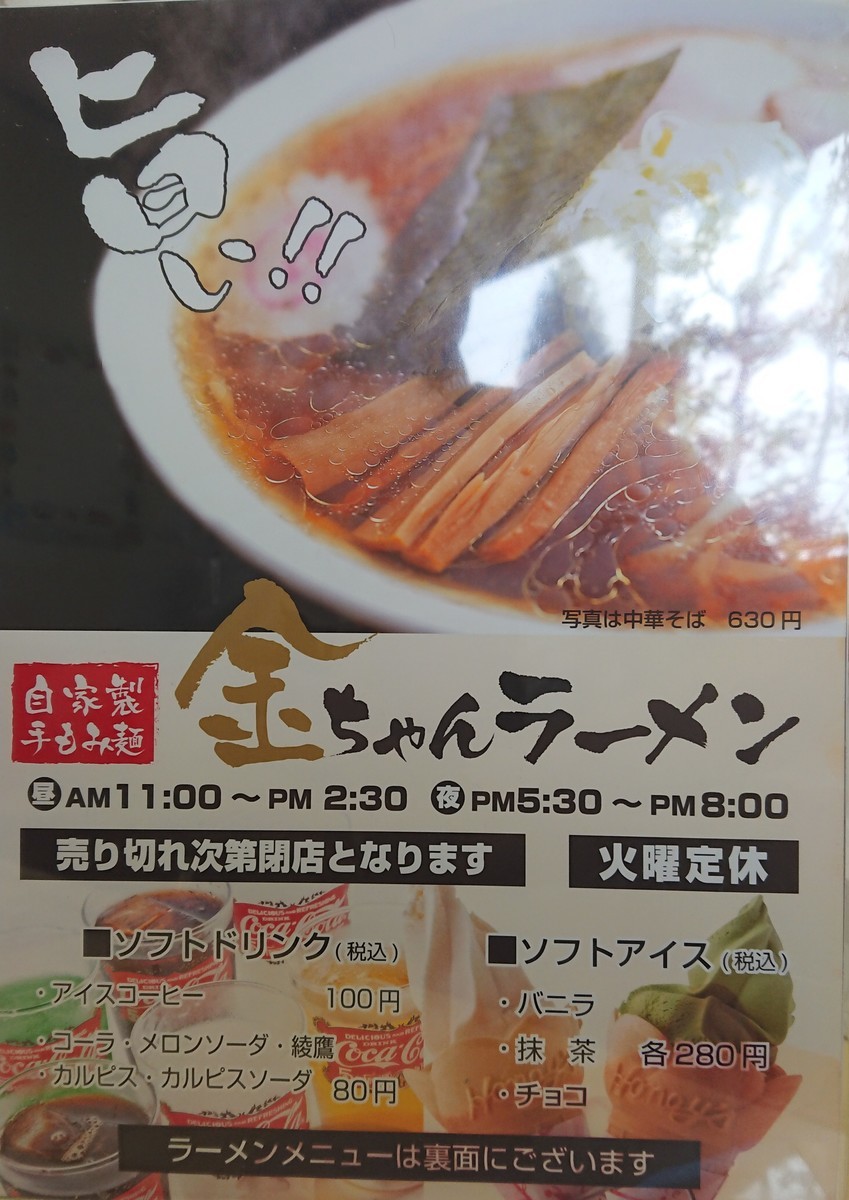 旨い!!
写真は中華そば 630円
自家製
手もみ麺
金ちゃんラーメン
昼 AM11:00 ～ PM 2:30 夜 PM5:30 ～ PM8:00
売り切れ次第閉店となります
火曜定休
■ソフトドリンク(税込)
・アイスコーヒー 100円
・コーラ・メロンソーダ・綾鷹
・カルピス・カルピスソーダ 80円
■ソフトアイス(税込)
・バニラ
・抹 茶 各280円
・チョコ
DELICIOUS AND REFRESHING
DRINK
Coca-Cola
ラーメンメニューは裏面にございます